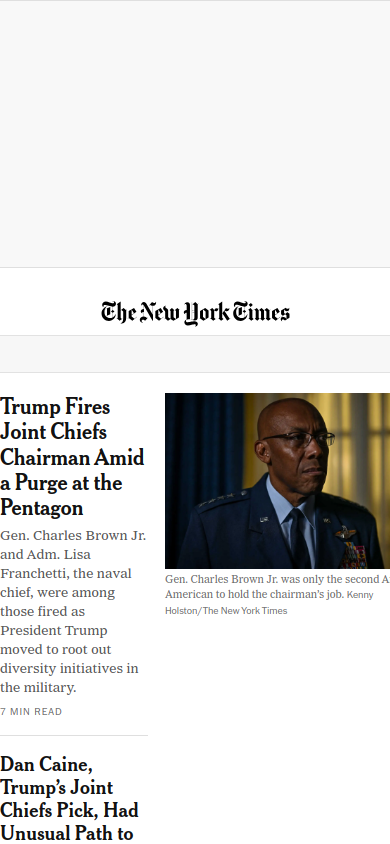 The New York Times
Trump Fires
Joint Chiefs
Chairman Amid
a Purge at the
Pentagon
Gen. Charles Brown Jr.
and Adm. Lisa
Franchetti, the naval
chief, were among
those fired as
President Trump
moved to root out
diversity initiatives in
the military.
7 MIN READ
Gen. Charles Brown Jr. was only the second A
American to hold the chairman's job. Kenny
Holston/The New York Times
Dan Caine,
Trump's Joint
Chiefs Pick, Had
Unusual Path to